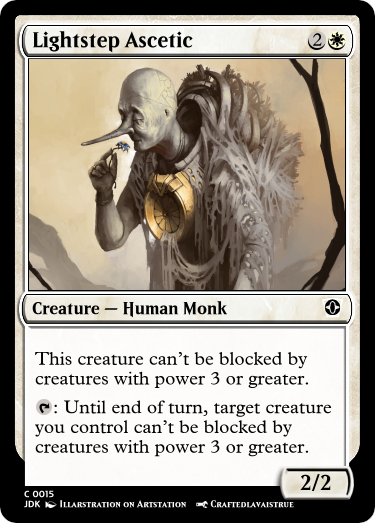 Lightstep Ascetic 2
Creature — Human Monk
This creature can't be blocked by
creatures with power 3 or greater.
: Until end of turn, target creature
you control can't be blocked by
creatures with power 3 or greater.
2/2
C 0015
JDK Illarstration on Artstation Craftedlavaistrue